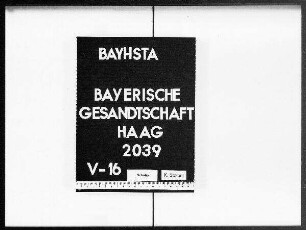 BAYHSTA
BAYERISCHE
GESANDTSCHAFT
HAAG
2039
V-16